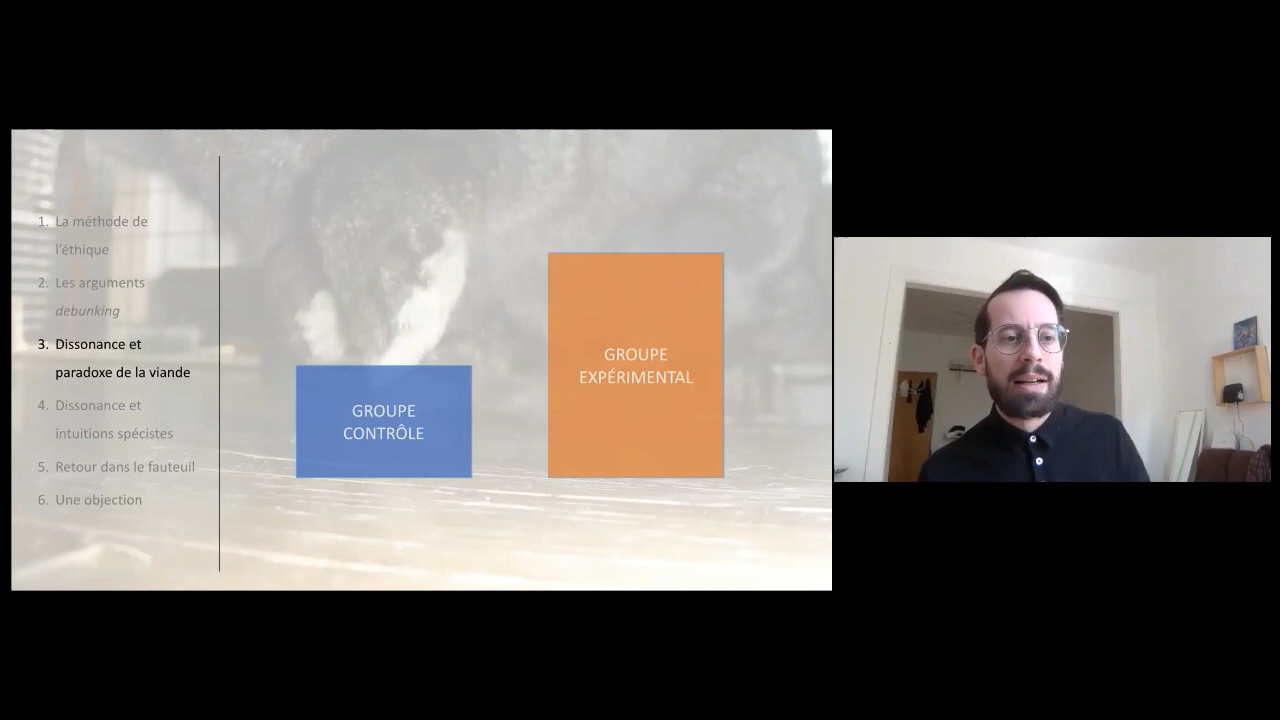 1. La méthode de
l'éthique
2. Les arguments
debunking
3. Dissonance et
paradoxe de la viande
4. Dissonance et
intuitions spécistes
5. Retour dans le fauteuil
6. Une objection
GROUPE
CONTRÔLE
GROUPE
EXPÉRIMENTAL